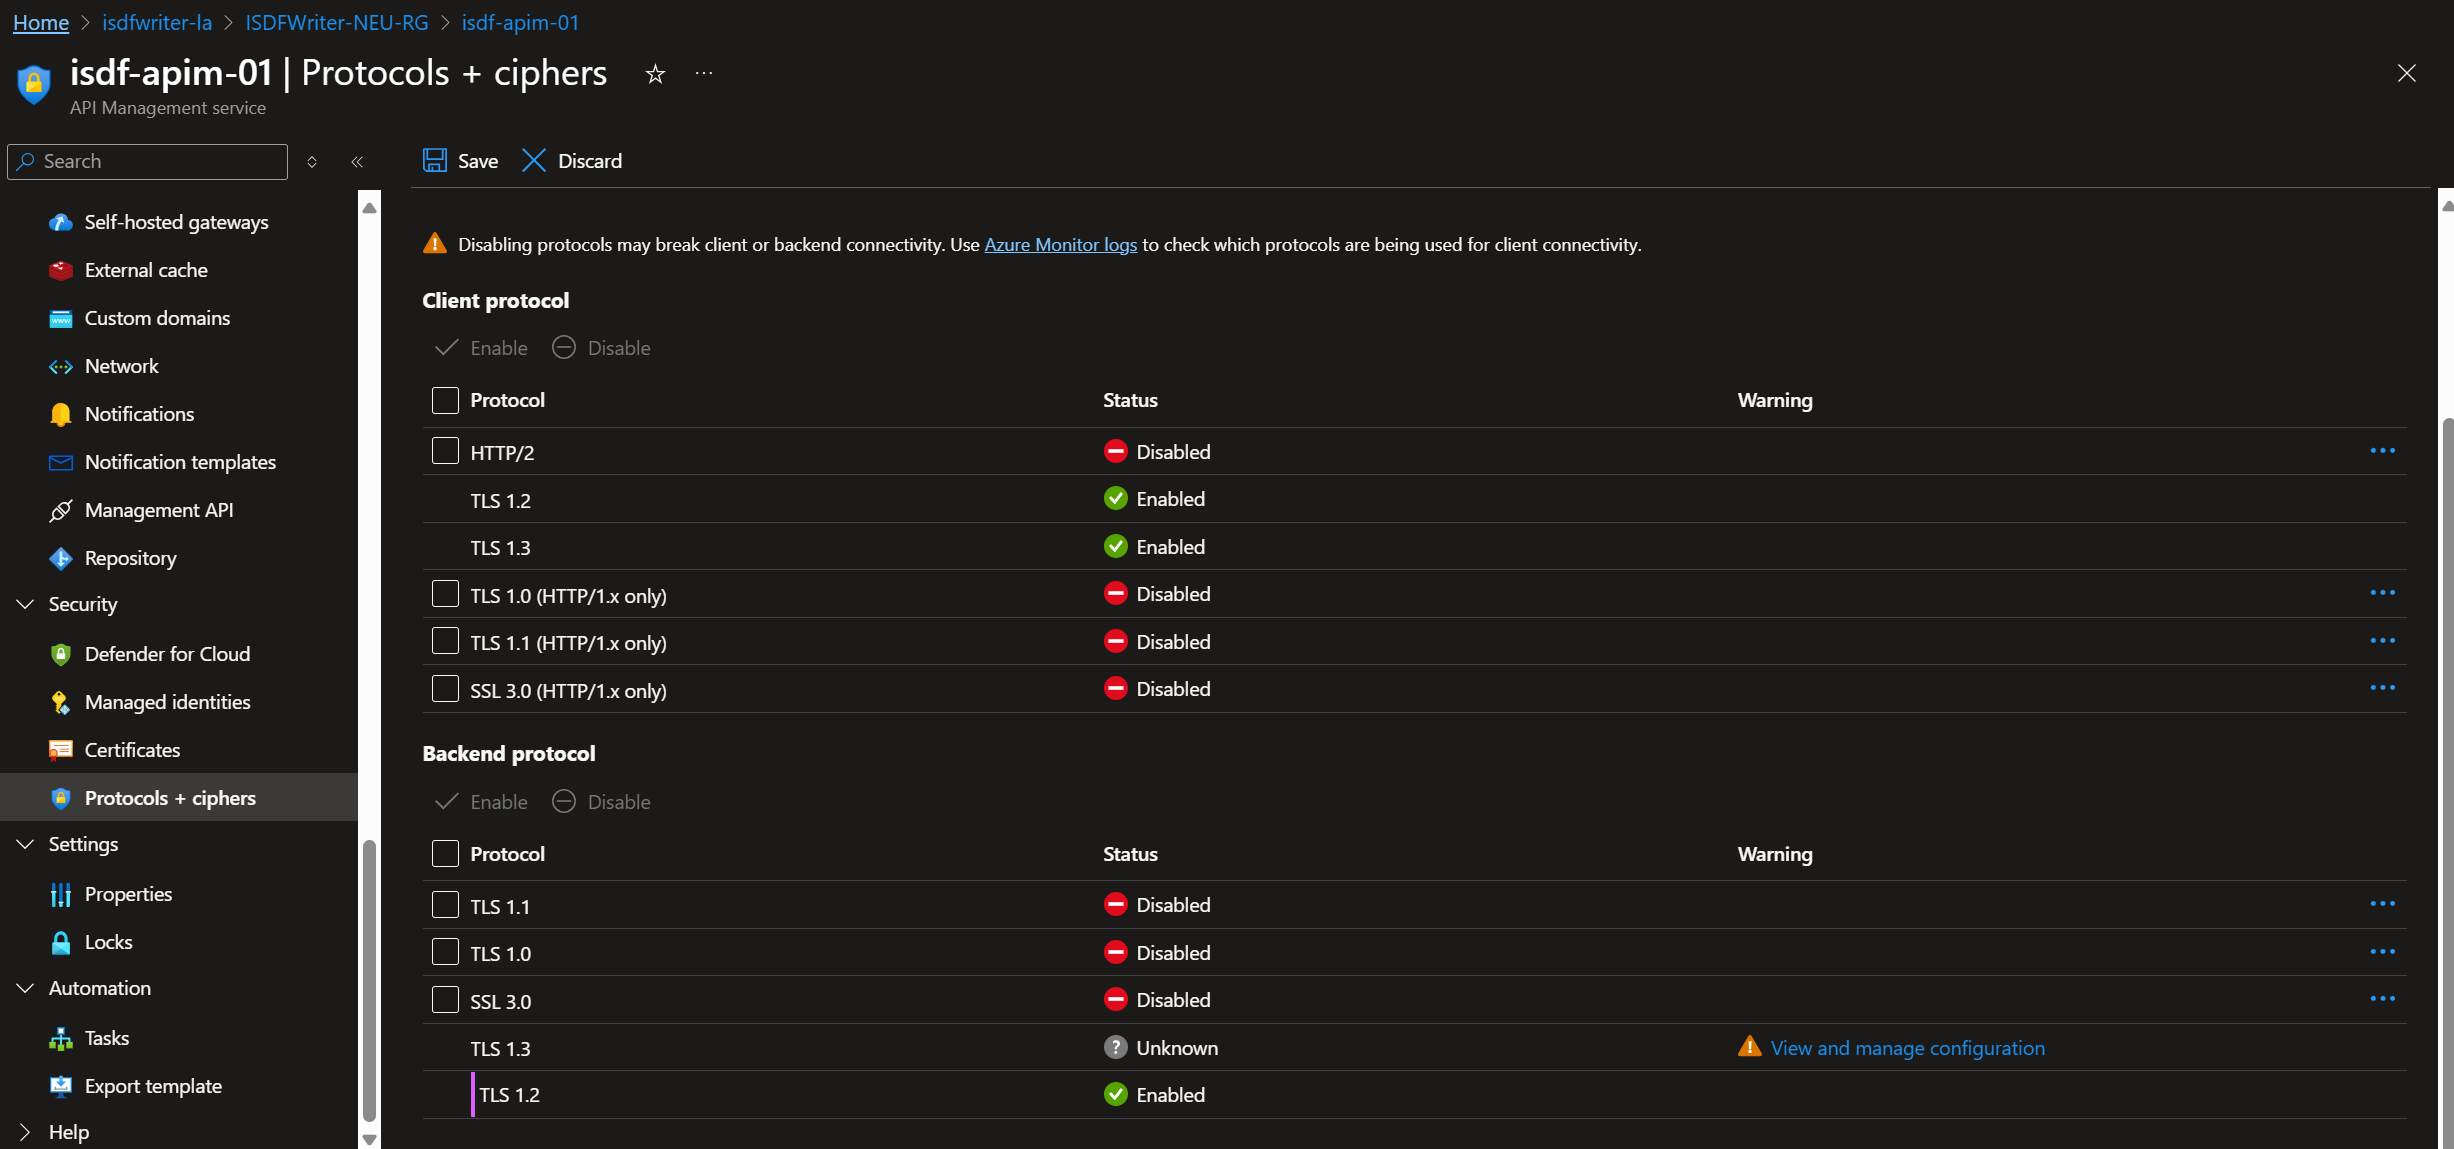 Home > isdfwriter-la > ISDFWriter-NEU-RG > isdf-apim-01
isdf-apim-01 | Protocols + ciphers
API Management service
Search
Save Discard
Self-hosted gateways
External cache
Custom domains
Network
Notifications
Notification templates
Management API
Repository
Security
Defender for Cloud
Managed identities
Certificates
Protocols + ciphers
Settings
Properties
Locks
Automation
Tasks
Export template
Help
Disabling protocols may break client or backend connectivity. Use Azure Monitor logs to check which protocols are being used for client connectivity.
Client protocol
Enable Disable
Protocol Status Warning
HTTP/2 Disabled
TLS 1.2 Enabled
TLS 1.3 Enabled
TLS 1.0 (HTTP/1.x only) Disabled
TLS 1.1 (HTTP/1.x only) Disabled
SSL 3.0 (HTTP/1.x only) Disabled
Backend protocol
Enable Disable
Protocol Status Warning
TLS 1.1 Disabled
TLS 1.0 Disabled
SSL 3.0 Disabled
TLS 1.3 Unknown View and manage configuration
TLS 1.2 Enabled